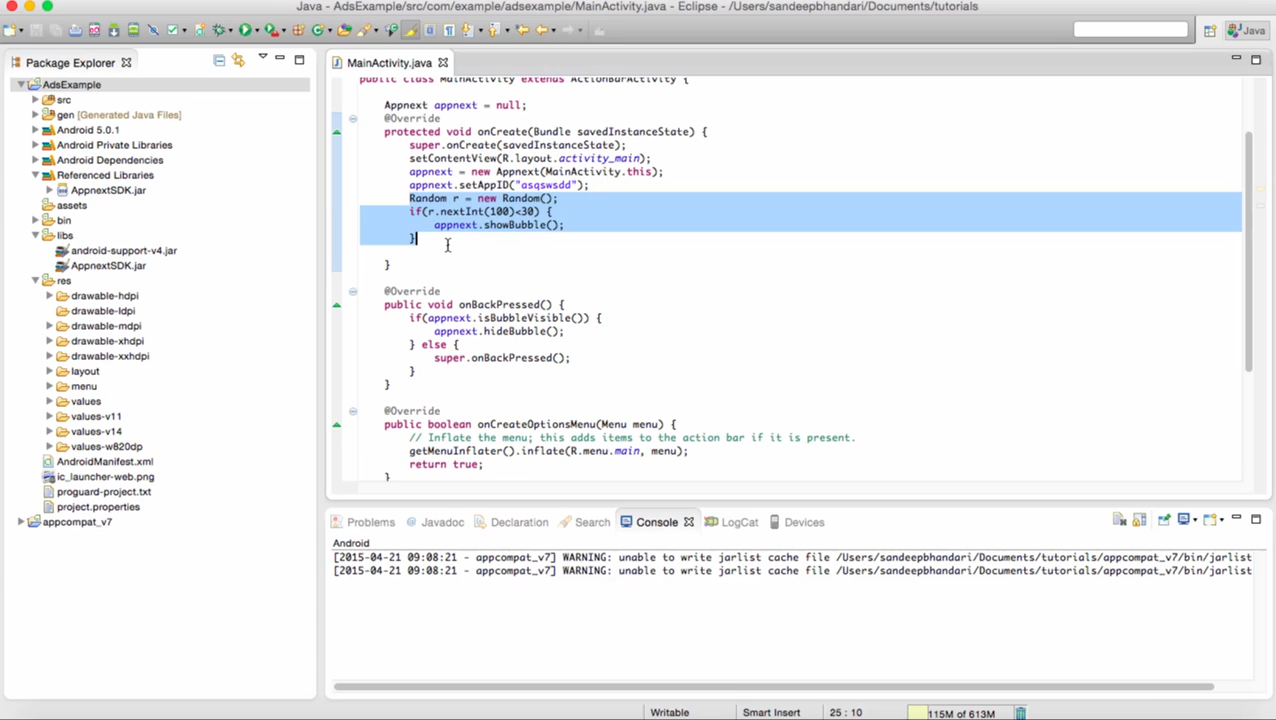 Java - AdsExample/src/com/example/adsexample/MainActivity.java - Eclipse - /Users/sandeepbhandari/Documents/tutorials
Java
Package Explorer
AdsExample
src
gen [Generated Java Files]
Android 5.0.1
Android Private Libraries
Android Dependencies
Referenced Libraries
AppnextSDK.jar
assets
bin
libs
android-support-v4.jar
AppnextSDK.jar
res
drawable-hdpi
drawable-ldpi
drawable-mdpi
drawable-xhdpi
drawable-xxhdpi
layout
menu
values
values-v11
values-v14
values-w820dp
AndroidManifest.xml
ic_launcher-web.png
proguard-project.txt
project.properties
appcompat_v7
MainActivity.java
public class MainActivity extends ActionBarActivity {
Appnext appnext = null;
@Override
protected void onCreate(Bundle savedInstanceState) {
super.onCreate(savedInstanceState);
setContentView(R.layout.activity_main);
appnext = new Appnext(MainActivity.this);
appnext.setAppID("asqswsdd");
Random r = new Random();
if(r.nextInt(100)<30) {
appnext.showBubble();
}
}
@Override
public void onBackPressed() {
if(appnext.isBubbleVisible()) {
appnext.hideBubble();
} else {
super.onBackPressed();
}
}
@Override
public boolean onCreateOptionsMenu(Menu menu) {
// Inflate the menu; this adds items to the action bar if it is present.
getMenuInflater().inflate(R.menu.main, menu);
return true;
}
Problems @ Javadoc Declaration Search Console LogCat Devices
Android
[2015-04-21 09:08:21 - appcompat_v7] WARNING: unable to write jarlist cache file /Users/sandeepbhandari/Documents/tutorials/appcompat_v7/bin/jarlist
[2015-04-21 09:08:21 - appcompat_v7] WARNING: unable to write jarlist cache file /Users/sandeepbhandari/Documents/tutorials/appcompat_v7/bin/jarlist
Writable Smart Insert 25 : 10 115M of 613M